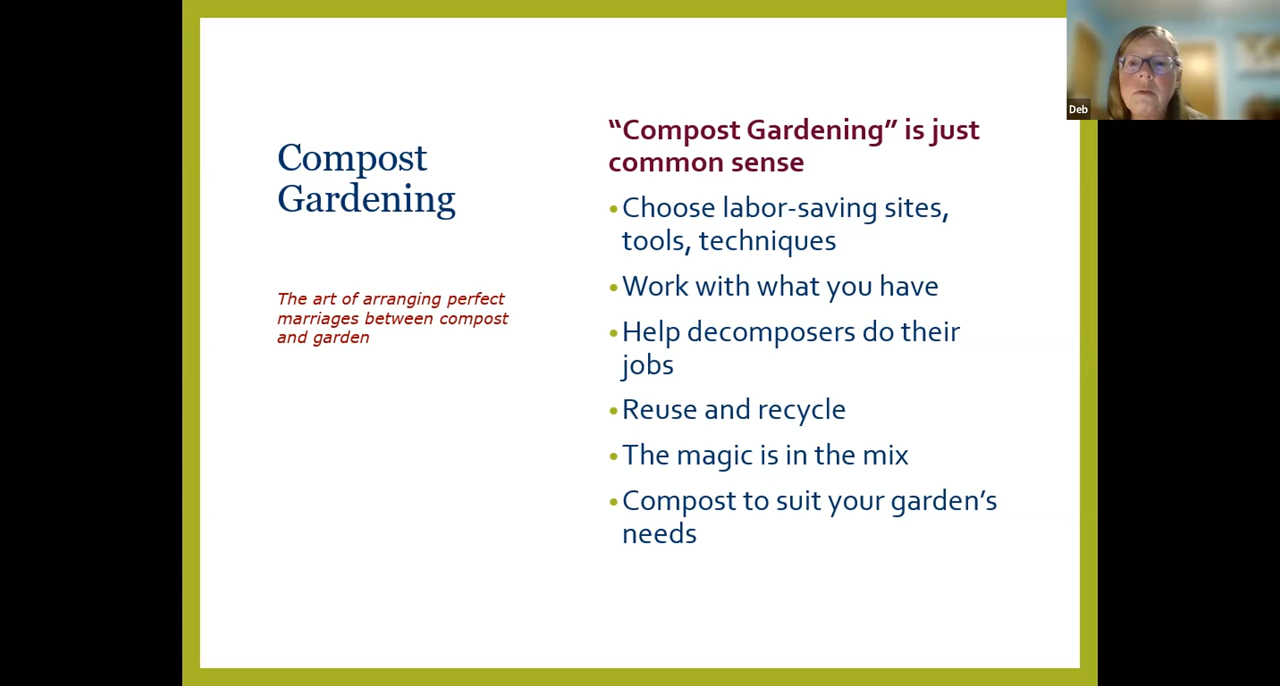 Compost
Gardening
The art of arranging perfect
marriages between compost
and garden
“Compost Gardening” is just
common sense
•Choose labor-saving sites,
tools, techniques
•Work with what you have
•Help decomposers do their
jobs
•Reuse and recycle
•The magic is in the mix
•Compost to suit your garden’s
needs
Deb